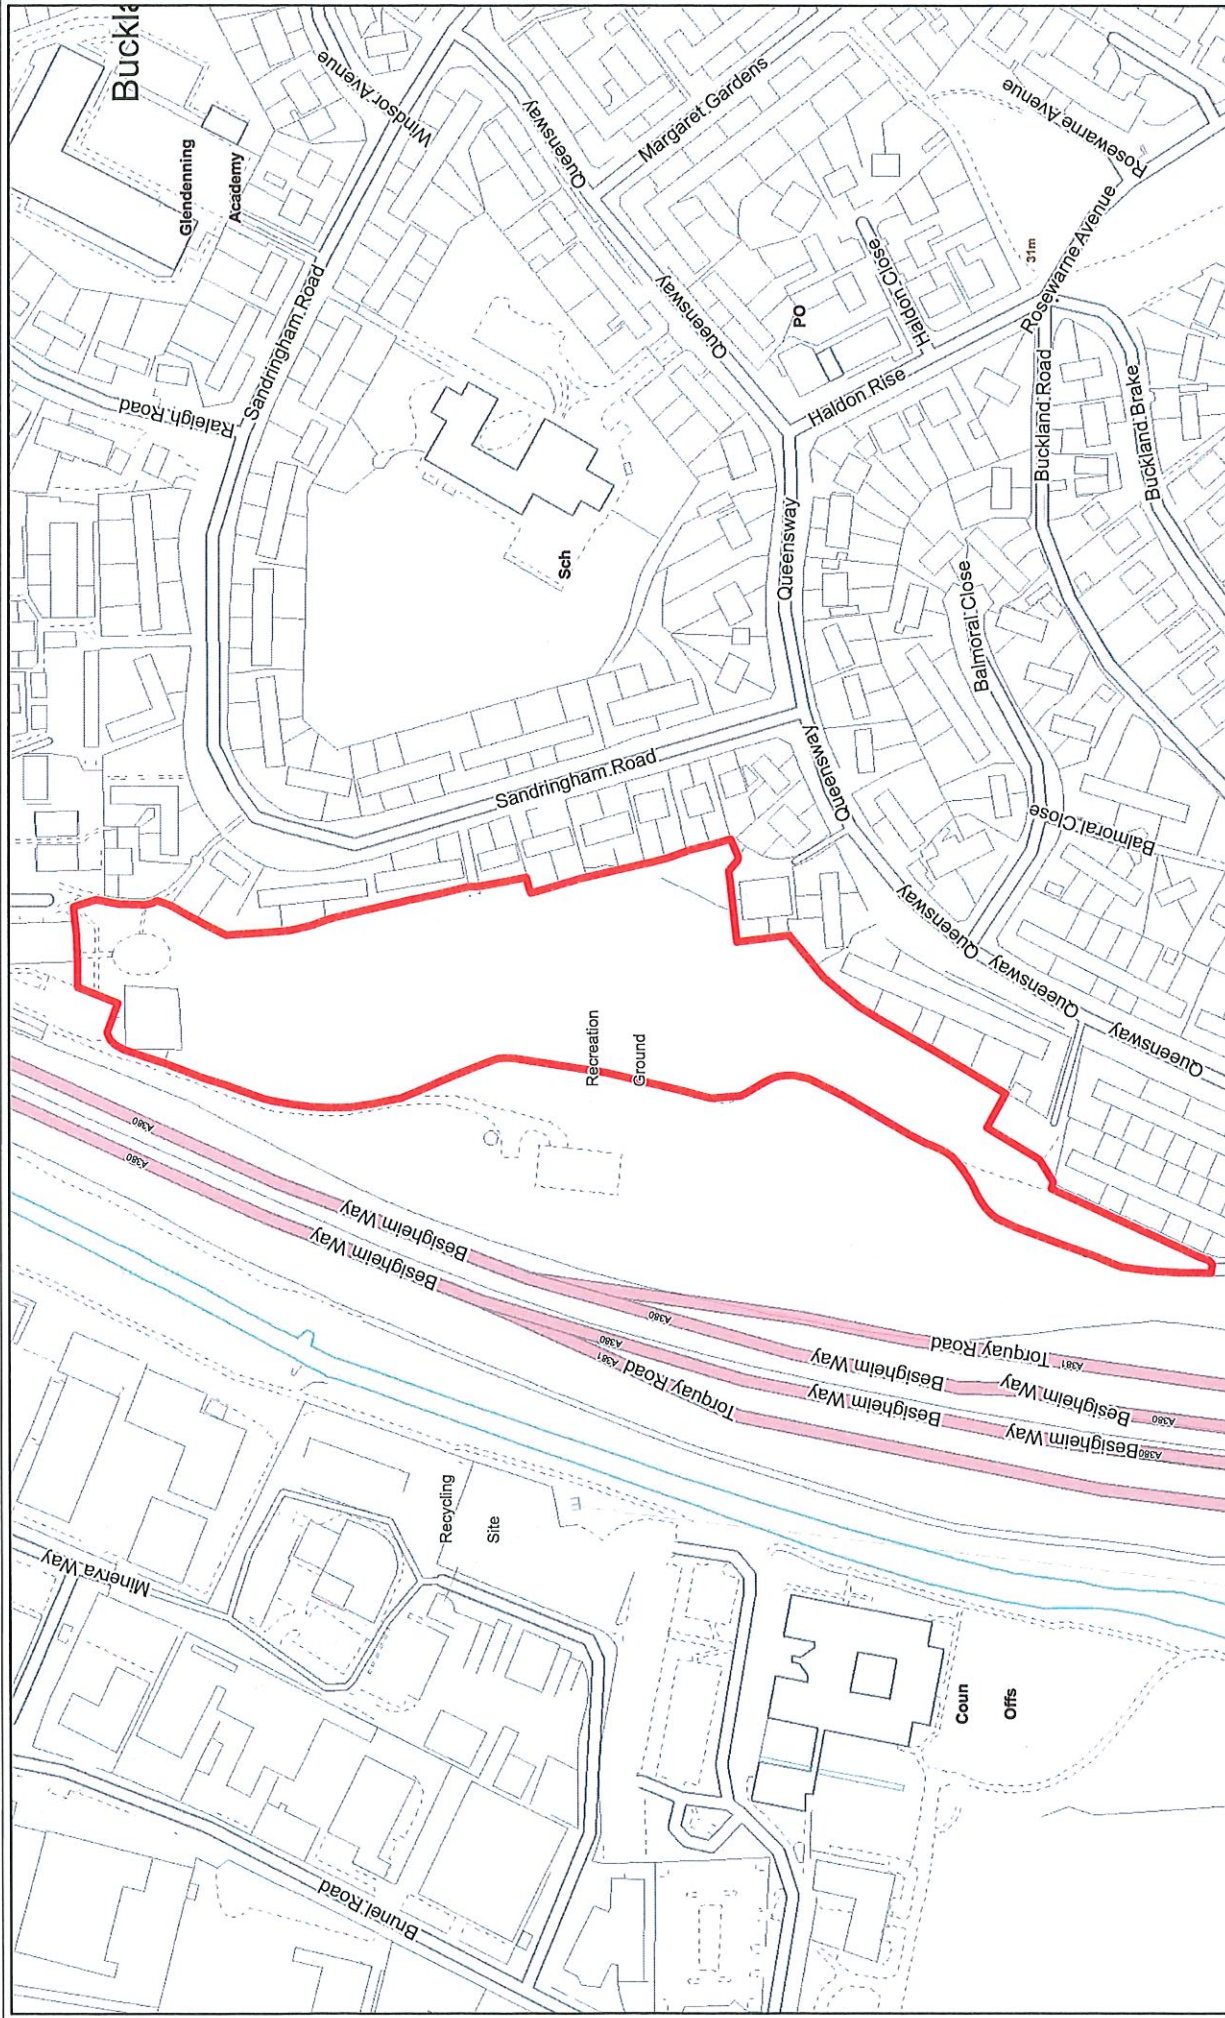 Buckla
Glendenning
Academy
Windsor Avenue
Queensway
Margaret Gardens
Rosewarne Avenue
Raleigh Road
Sandringham Road
Queensway
PO
Haldon Close
31m
Rosewarne Avenue
Haldon Rise
Buckland Road
Buckland Brake
Sch
Queensway
Balmoral Close
Sandringham Road
Queensway
Balmoral Close
Queensway
Queensway
Queensway
Recreation
Ground
A380
A380
Besigheim Way
Besigheim Way
A380
A380
A381
Torquay Road
Besigheim Way
Besigheim Way
Torquay Road
A381
Besigheim Way
A380
Besigheim Way
A380
Minerva Way
Recycling
Site
Brunel Road
Coun
Offs